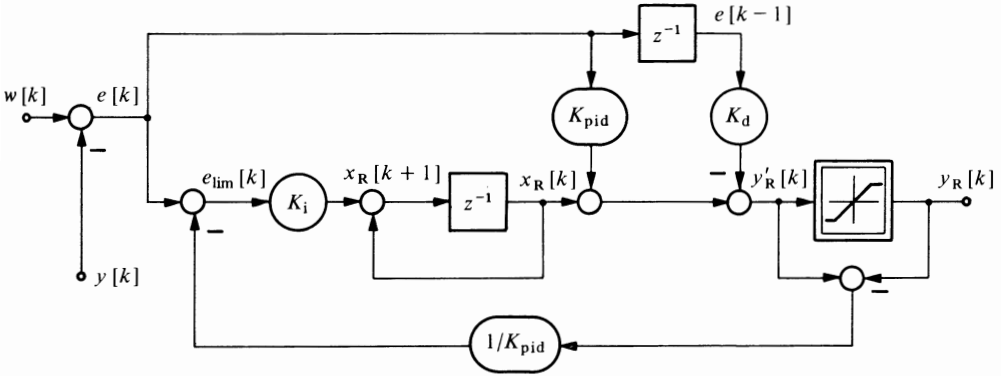 e[k−1]
z⁻¹
w[k]
e[k]
K_pid
K_d
e_lim[k]
x_R[k+1]
x_R[k]
y′_R[k]
y_R[k]
K_i
z⁻¹
−
−
−
y[k]
−
1/K_pid